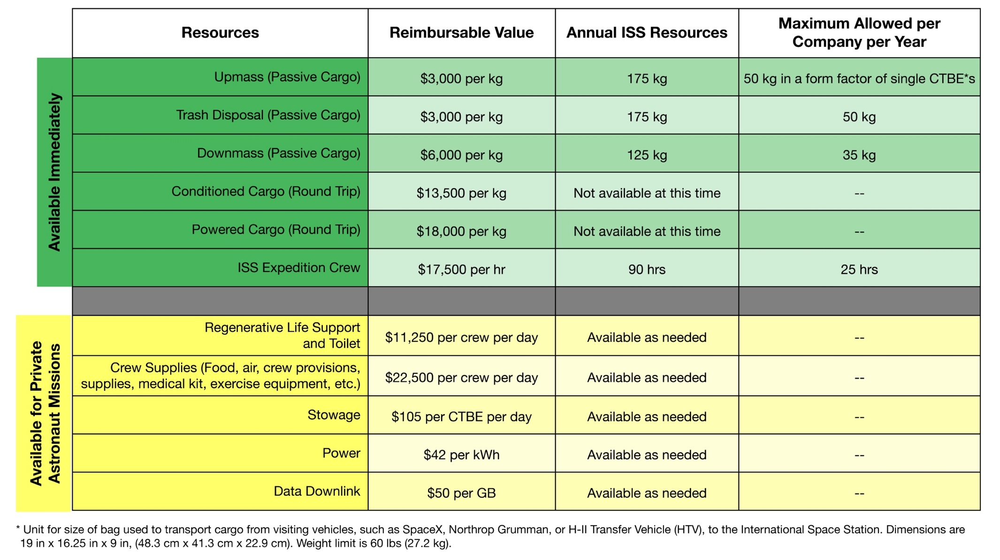 Resources
Reimbursable Value
Annual ISS Resources
Maximum Allowed per
Company per Year
Available Immediately
Upmass (Passive Cargo)
$3,000 per kg
175 kg
50 kg in a form factor of single CTBE*s
Trash Disposal (Passive Cargo)
$3,000 per kg
175 kg
50 kg
Downmass (Passive Cargo)
$6,000 per kg
125 kg
35 kg
Conditioned Cargo (Round Trip)
$13,500 per kg
Not available at this time
--
Powered Cargo (Round Trip)
$18,000 per kg
Not available at this time
--
ISS Expedition Crew
$17,500 per hr
90 hrs
25 hrs
Available for Private
Astronaut Missions
Regenerative Life Support
and Toilet
$11,250 per crew per day
Available as needed
--
Crew Supplies (Food, air, crew provisions,
supplies, medical kit, exercise equipment, etc.)
$22,500 per crew per day
Available as needed
--
Stowage
$105 per CTBE per day
Available as needed
--
Power
$42 per kWh
Available as needed
--
Data Downlink
$50 per GB
Available as needed
--
* Unit for size of bag used to transport cargo from visiting vehicles, such as SpaceX, Northrop Grumman, or H-II Transfer Vehicle (HTV), to the International Space Station. Dimensions are
19 in x 16.25 in x 9 in, (48.3 cm x 41.3 cm x 22.9 cm). Weight limit is 60 lbs (27.2 kg).